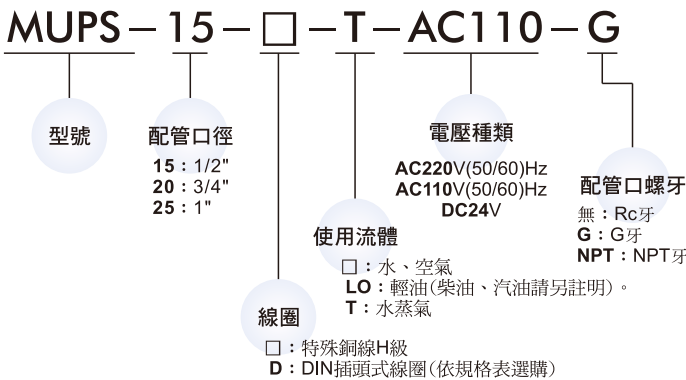 MUPS－15－□－T－AC110－G
型號
配管口徑
15：1/2"
20：3/4"
25：1"
線圈
□：特殊銅線H級
D：DIN插頭式線圈(依規格表選購)
使用流體
□：水、空氣
LO：輕油(柴油、汽油請另註明)。
T：水蒸氣
電壓種類
AC220V(50/60)Hz
AC110V(50/60)Hz
DC24V
配管口螺牙
無：Rc牙
G：G牙
NPT：NPT牙